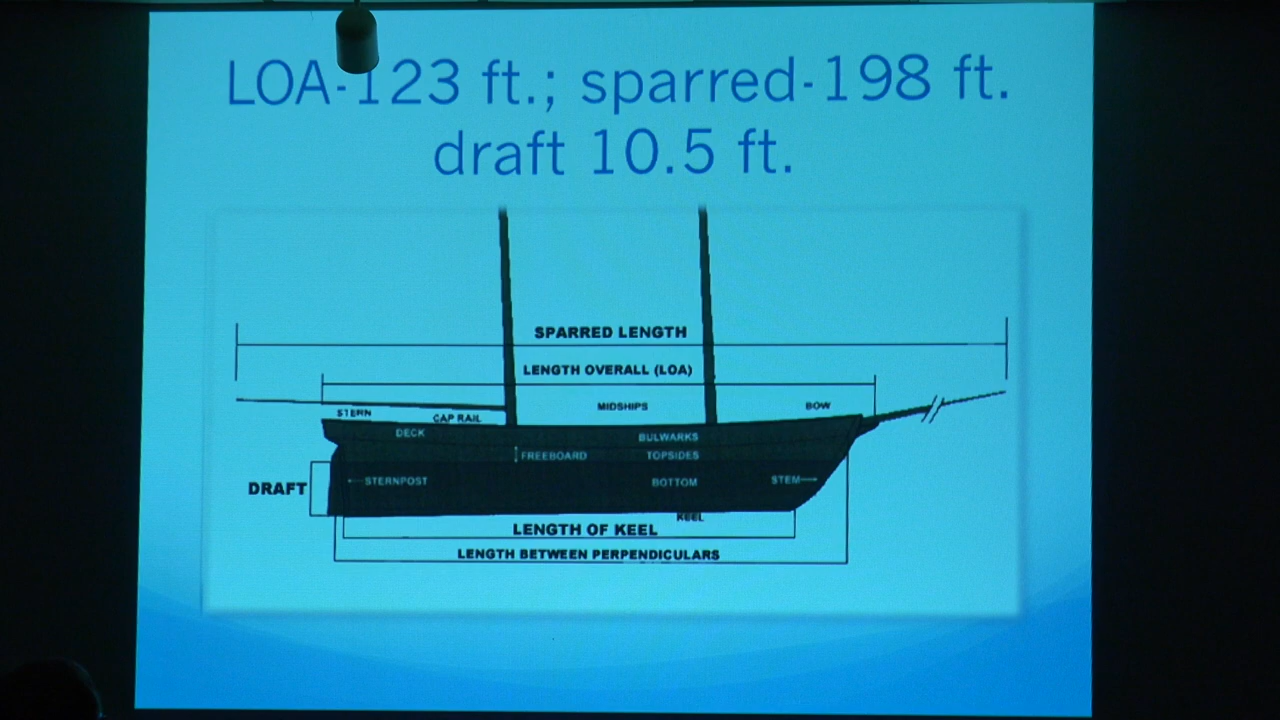 LOA-123 ft.; sparred-198 ft.
draft 10.5 ft.
SPARRED LENGTH
LENGTH OVERALL (LOA)
STERN
CAP RAIL
MIDSHIPS
BOW
DECK
BULWARKS
FREEBOARD
TOPSIDES
DRAFT
STERNPOST
BOTTOM
STEM
KEEL
LENGTH OF KEEL
LENGTH BETWEEN PERPENDICULARS